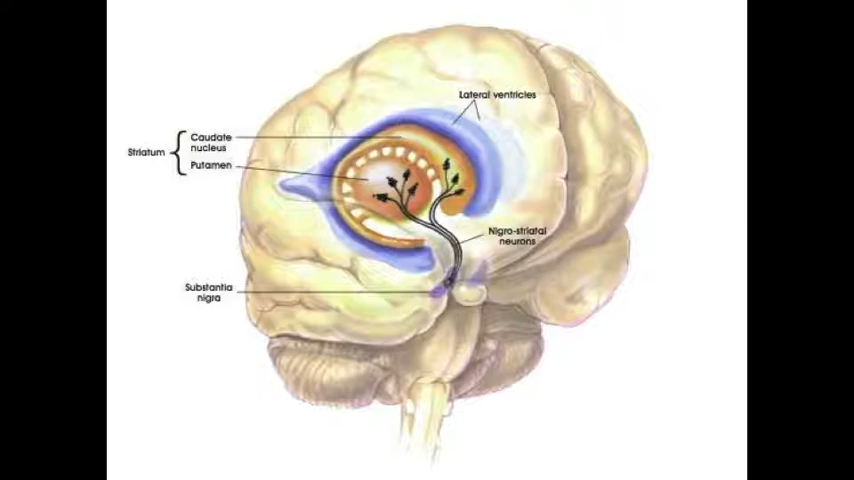 Lateral ventricles
Striatum
Caudate
nucleus
Putamen
Nigro-striatal
neurons
Substantia
nigra